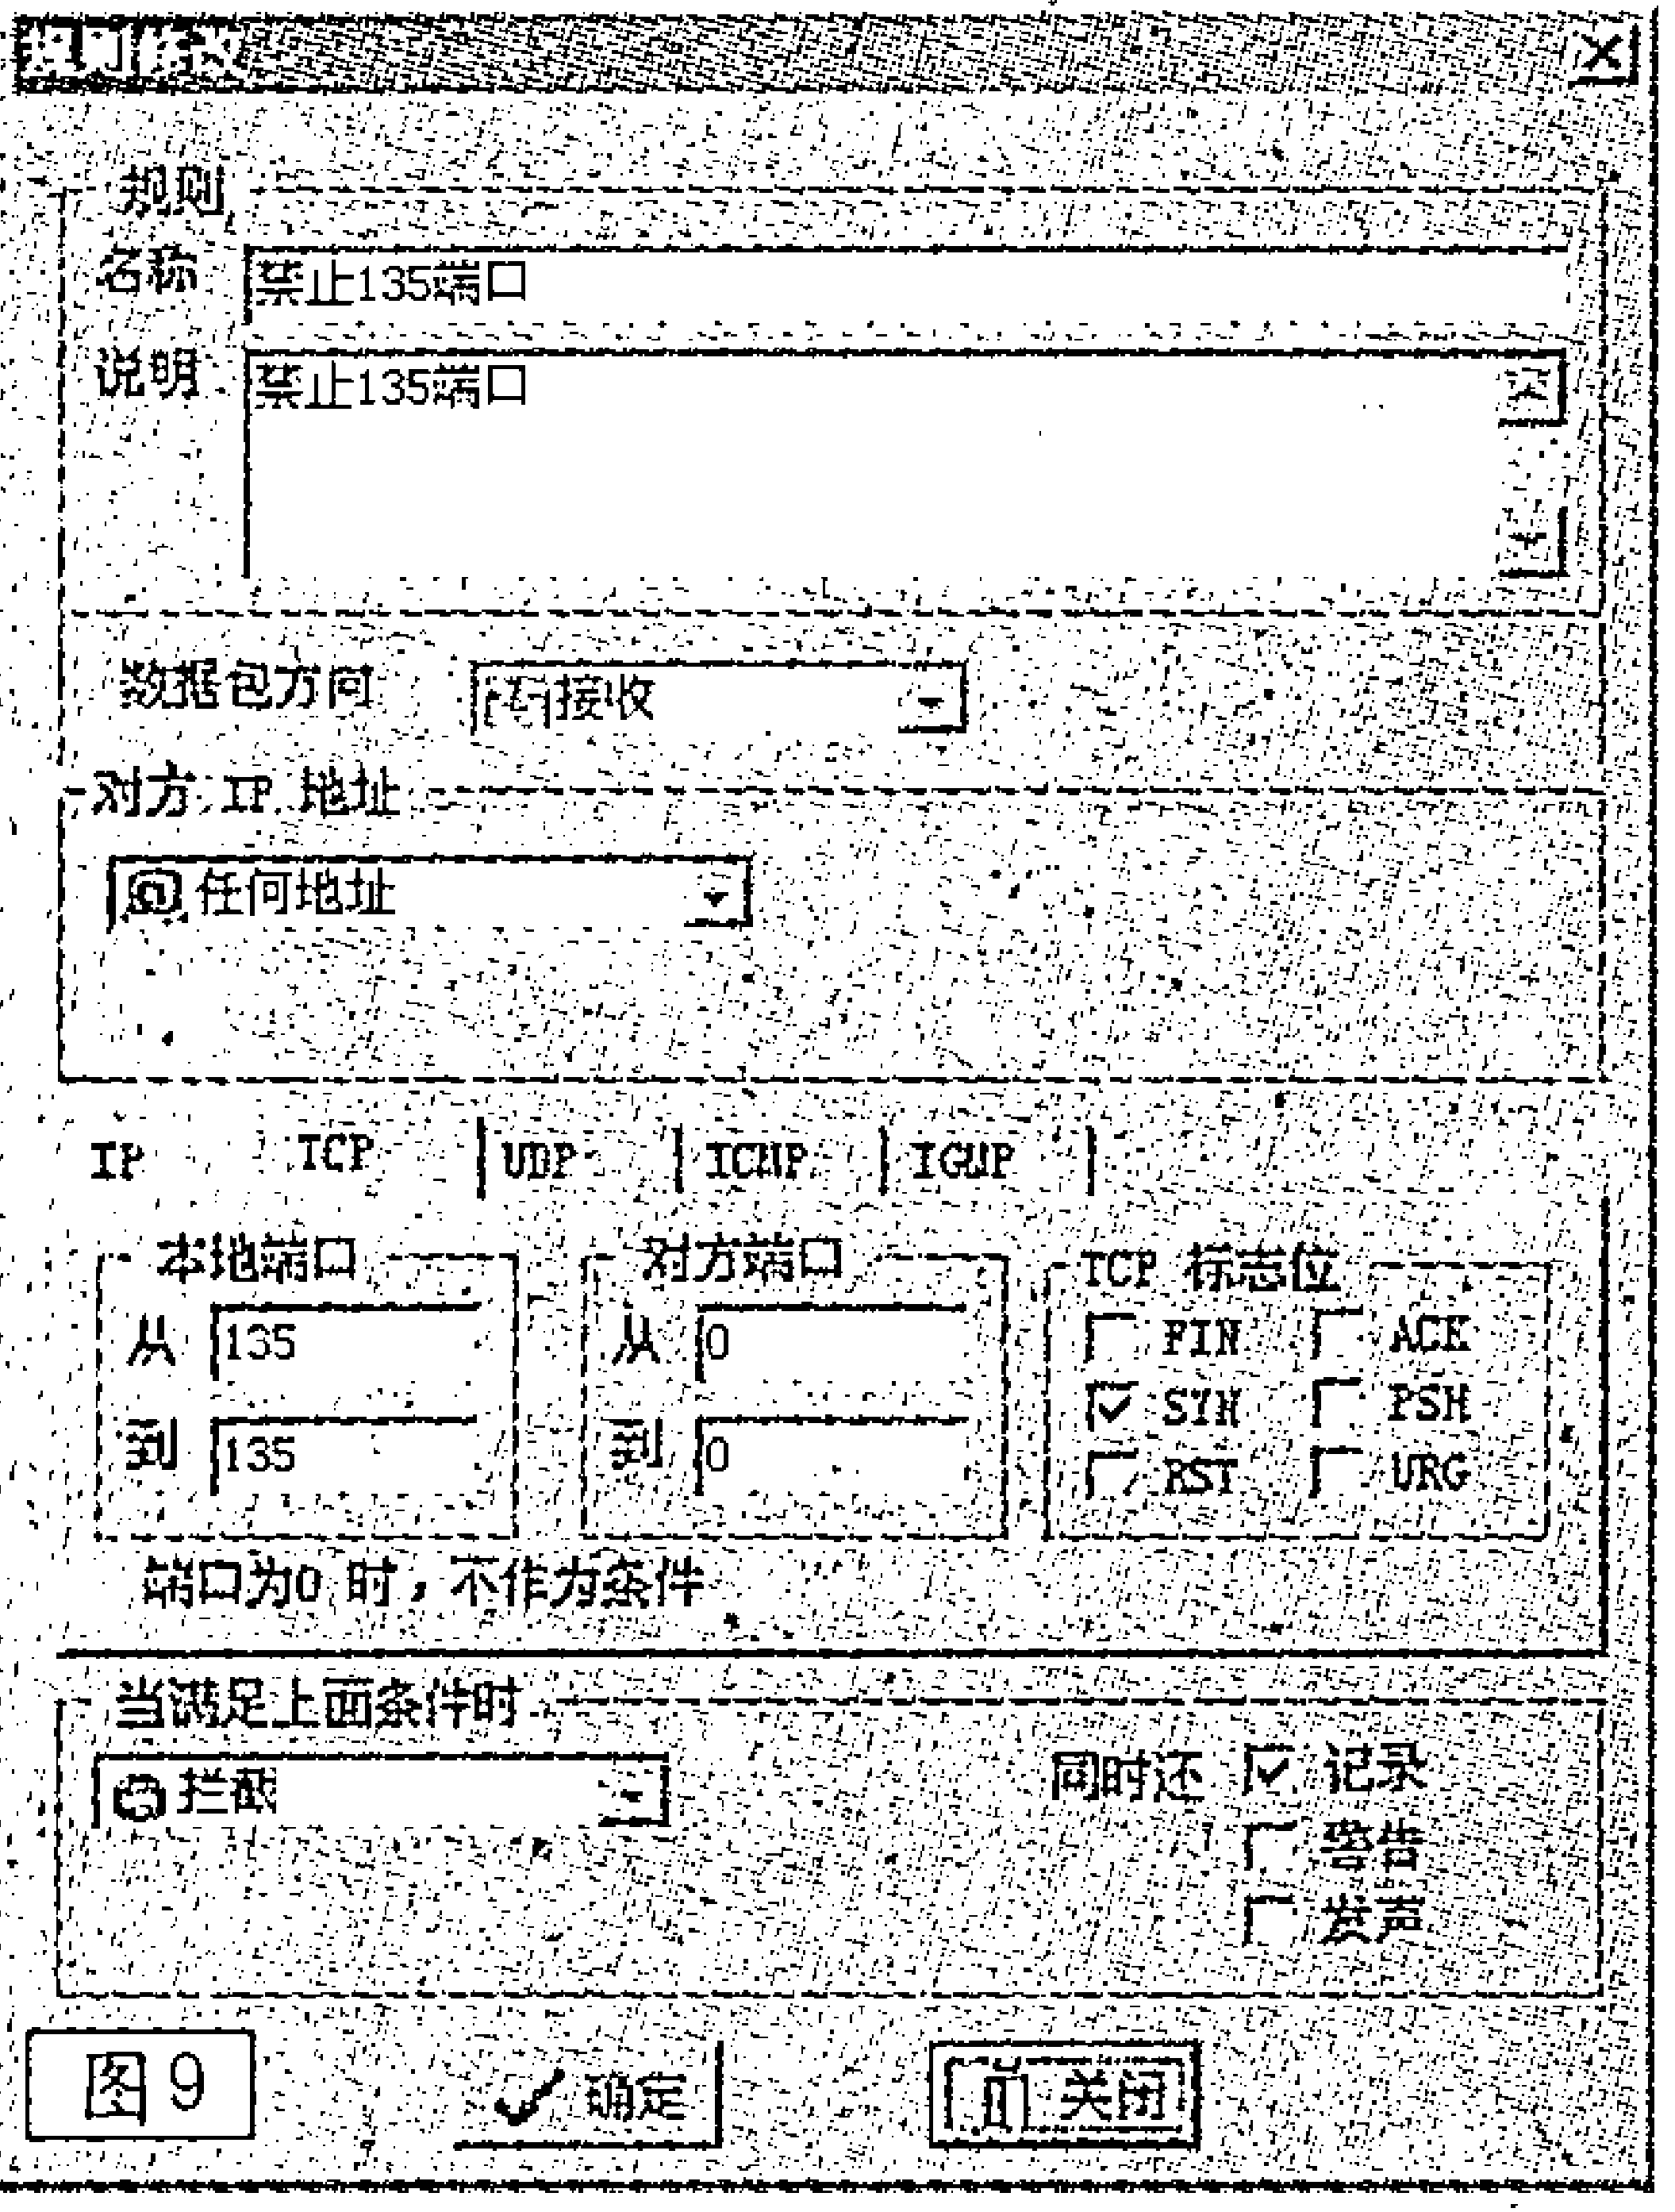 规则修改
规则
名称 禁止135端口
说明 禁止135端口
数据包方向 接收
对方 IP 地址
任何地址
IP TCP UDP ICMP IGMP
本地端口 对方端口 TCP 标志位
从 135 从 0 FIN ACK
到 135 到 0 SYN PSH
RST URG
端口为0 时，不作为条件
当满足上面条件时
拦截 同时还 记录
警告
发声
图9 确定 关闭